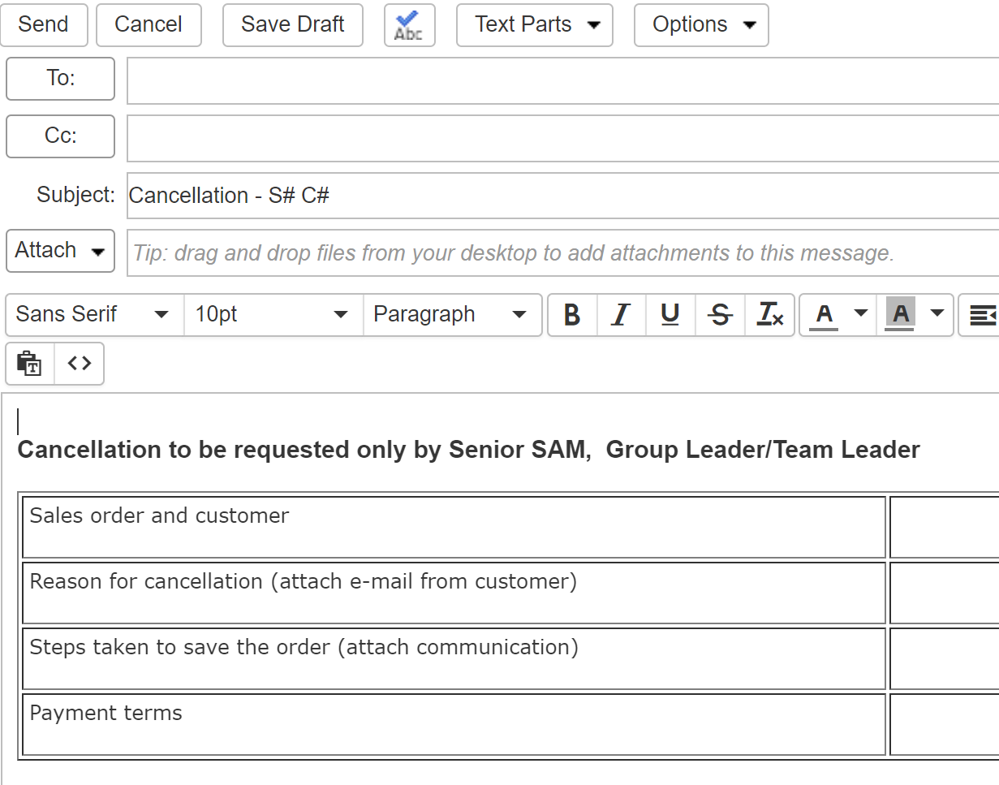 Send Cancel Save Draft Abc Text Parts Options
To:
Cc:
Subject: Cancellation - S# C#
Attach Tip: drag and drop files from your desktop to add attachments to this message.
Sans Serif 10pt Paragraph B I U S Ix A A
T <>
Cancellation to be requested only by Senior SAM,  Group Leader/Team Leader
Sales order and customer
Reason for cancellation (attach e-mail from customer)
Steps taken to save the order (attach communication)
Payment terms